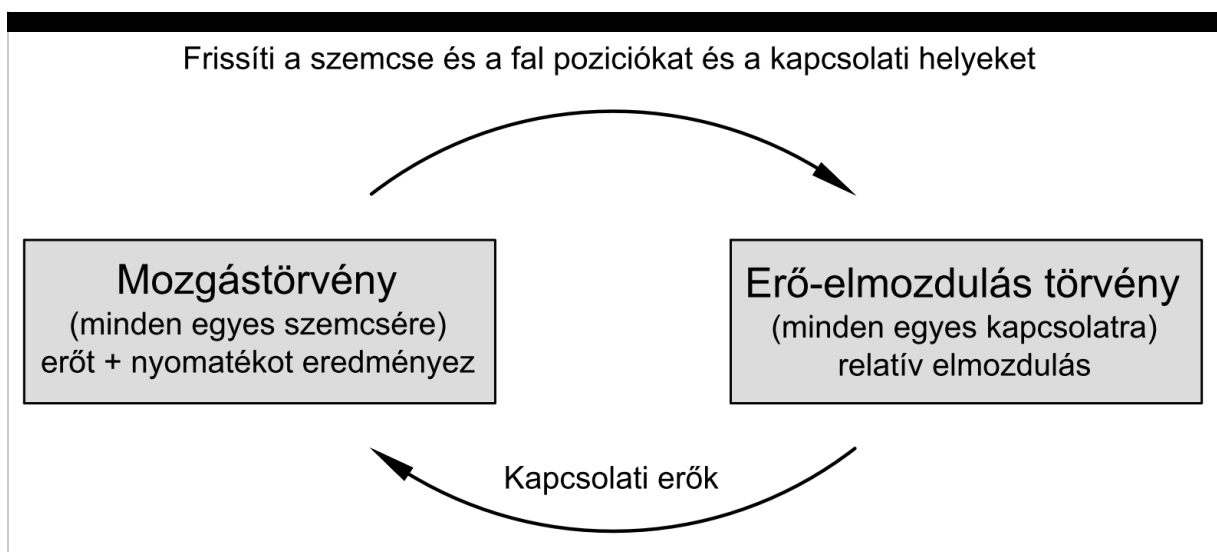 Frissíti a szemcse és a fal poziciókat és a kapcsolati helyeket
Mozgástörvény
(minden egyes szemcsére)
erőt + nyomatékot eredményez
Erő-elmozdulás törvény
(minden egyes kapcsolatra)
relatív elmozdulás
Kapcsolati erők